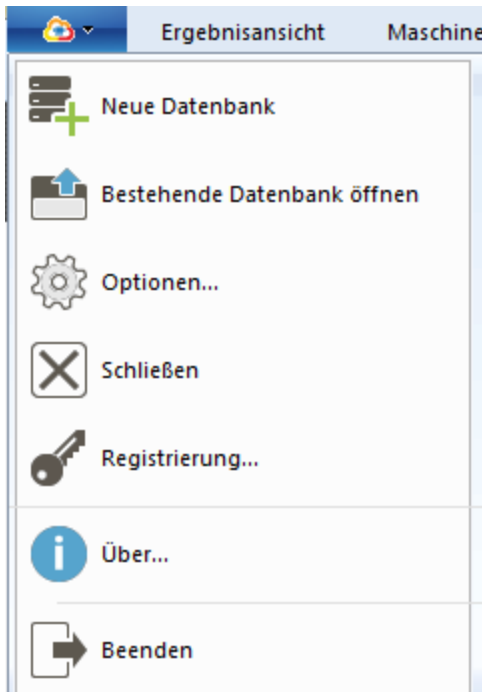 Ergebnisansicht Maschine
Neue Datenbank
Bestehende Datenbank öffnen
Optionen...
Schließen
Registrierung...
Über...
Beenden